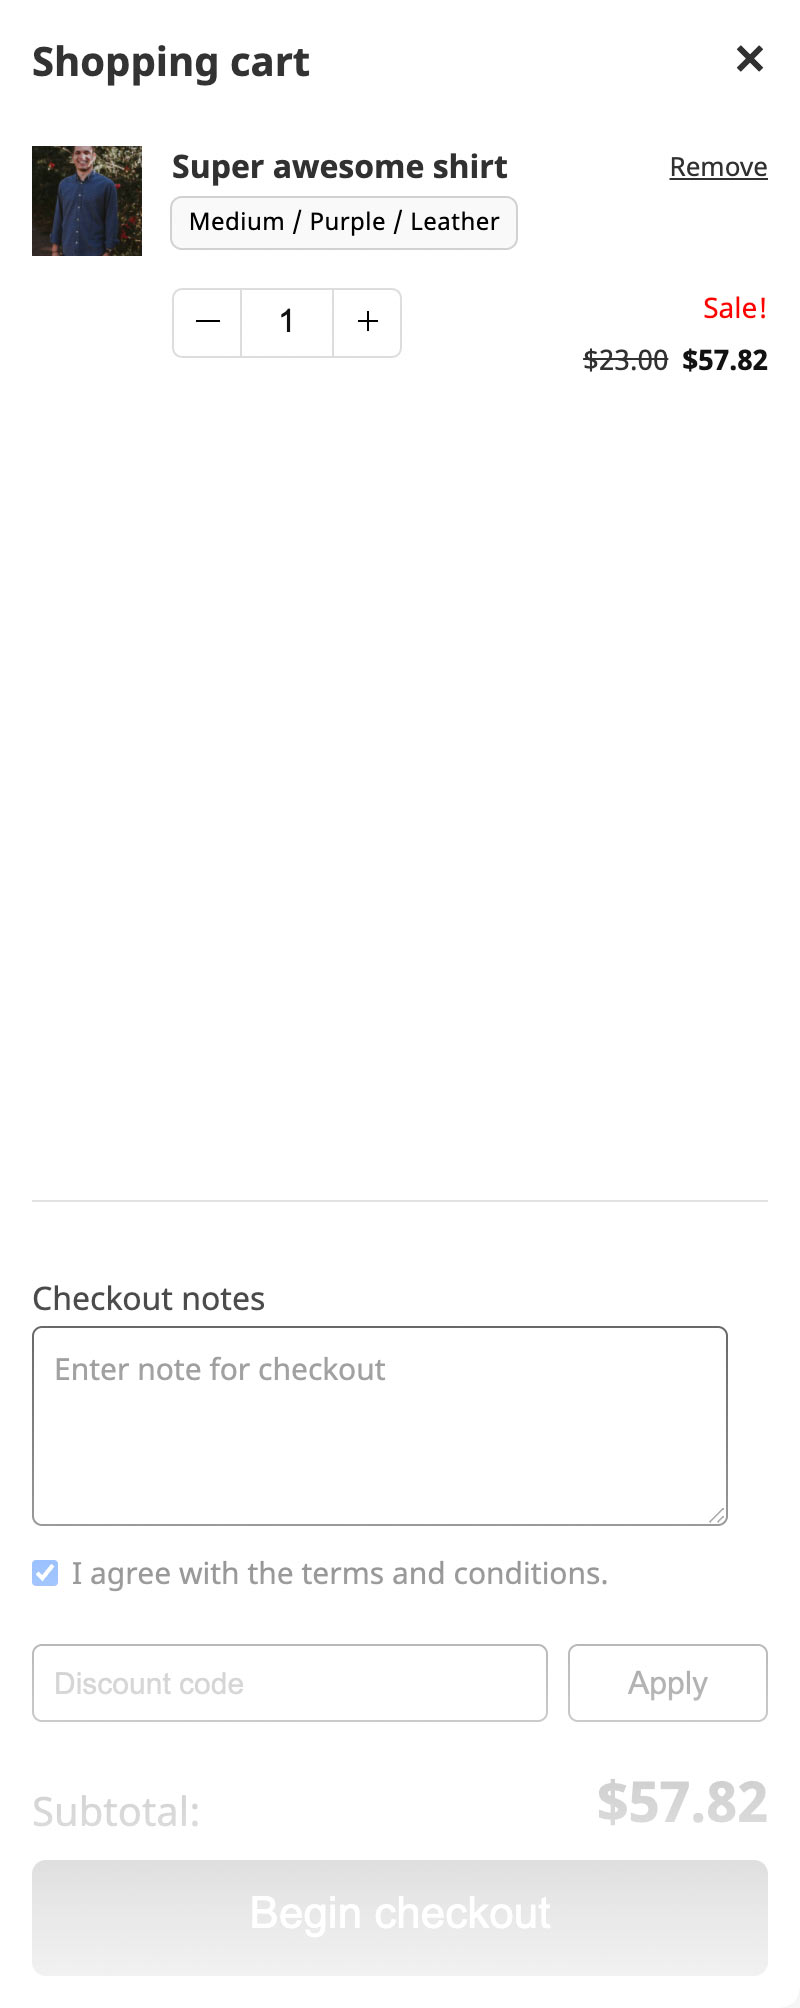 Shopping cart
Super awesome shirt
Remove
Medium / Purple / Leather
1
Sale!
$23.00 $57.82
Checkout notes
Enter note for checkout
I agree with the terms and conditions.
Discount code
Apply
Subtotal:
$57.82
Begin checkout